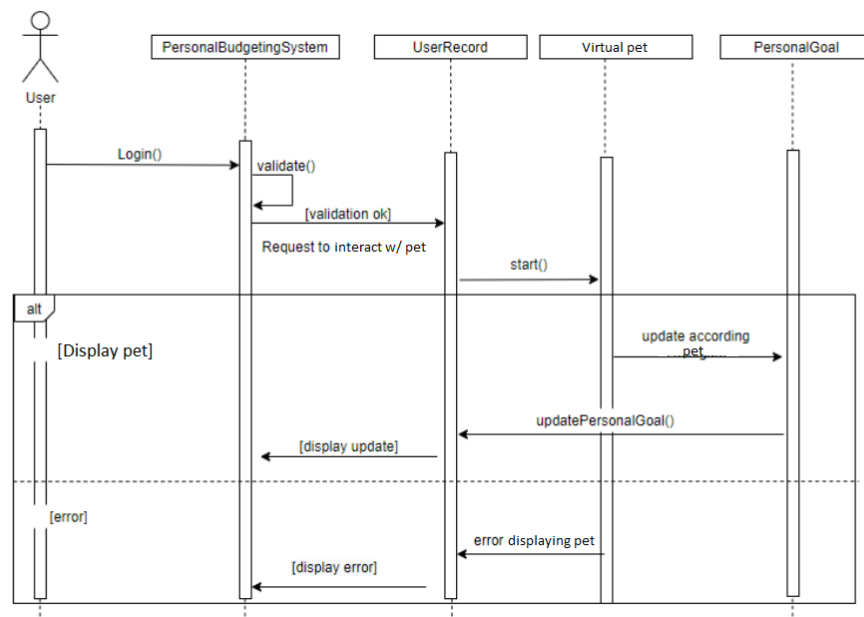 PersonalBudgetingSystem
UserRecord
Virtual pet
PersonalGoal
User
Login()
validate()
[validation ok]
Request to interact w/ pet
start()
alt
[Display pet]
update according
pet
updatePersonalGoal()
[display update]
[error]
error displaying pet
[display error]